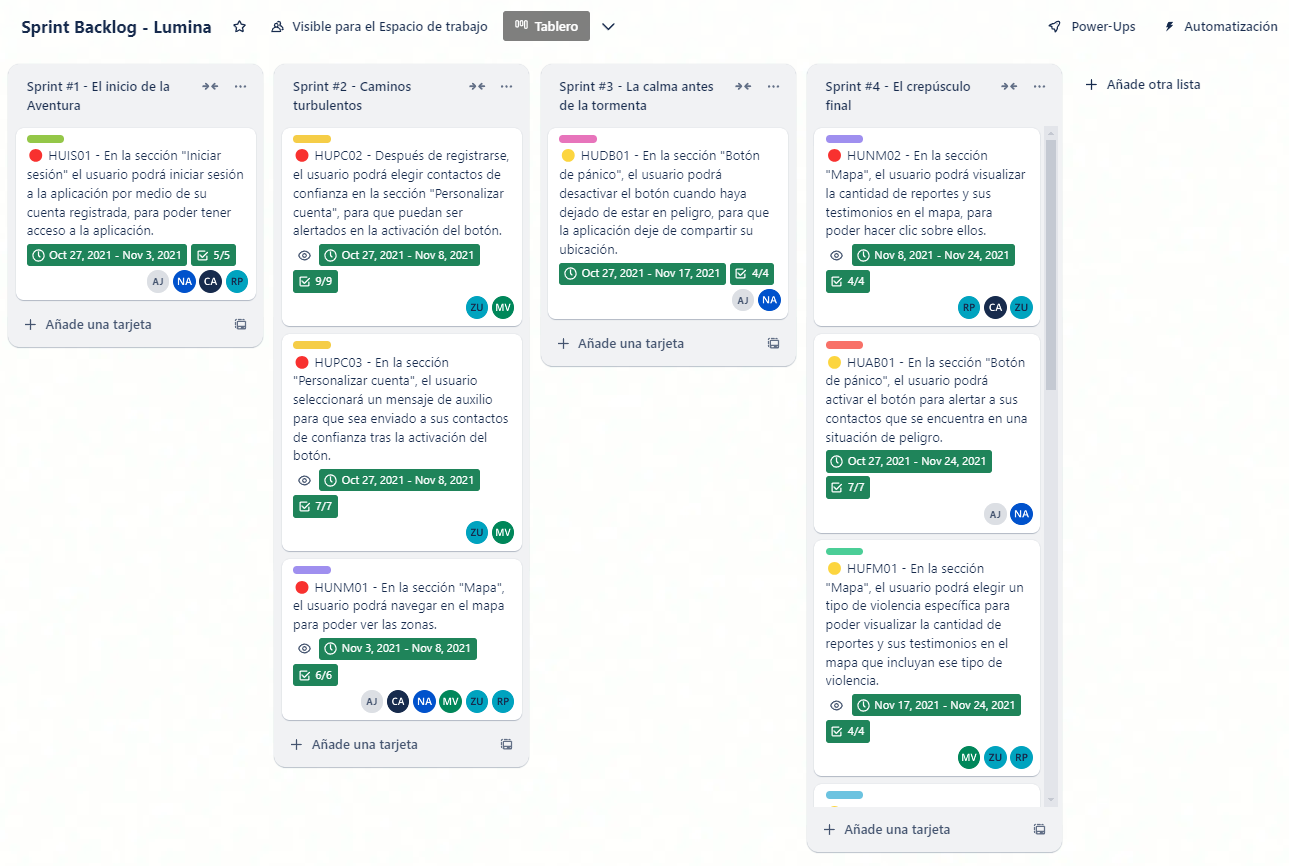 Sprint Backlog - Lumina
Visible para el Espacio de trabajo
Tablero
Power-Ups
Automatización
Sprint #1 - El inicio de la
Aventura
HUIS01 - En la sección "Iniciar
sesión" el usuario podrá iniciar sesión
a la aplicación por medio de su
cuenta registrada, para poder tener
acceso a la aplicación.
Oct 27, 2021 - Nov 3, 2021
5/5
AJ NA CA RP
Añade una tarjeta
Sprint #2 - Caminos
turbulentos
HUPC02 - Después de registrarse,
el usuario podrá elegir contactos de
confianza en la sección "Personalizar
cuenta", para que puedan ser
alertados en la activación del botón.
Oct 27, 2021 - Nov 8, 2021
9/9
ZU MV
HUPC03 - En la sección
"Personalizar cuenta", el usuario
seleccionará un mensaje de auxilio
para que sea enviado a sus contactos
de confianza tras la activación del
botón.
Oct 27, 2021 - Nov 8, 2021
7/7
ZU MV
HUNM01 - En la sección "Mapa",
el usuario podrá navegar en el mapa
para poder ver las zonas.
Nov 3, 2021 - Nov 8, 2021
6/6
AJ CA NA MV ZU RP
Añade una tarjeta
Sprint #3 - La calma antes
de la tormenta
HUDB01 - En la sección "Botón
de pánico", el usuario podrá
desactivar el botón cuando haya
dejado de estar en peligro, para que
la aplicación deje de compartir su
ubicación.
Oct 27, 2021 - Nov 17, 2021
4/4
AJ NA
Añade una tarjeta
Sprint #4 - El crepúsculo
final
HUNM02 - En la sección
"Mapa", el usuario podrá visualizar
la cantidad de reportes y sus
testimonios en el mapa, para
poder hacer clic sobre ellos.
Nov 8, 2021 - Nov 24, 2021
4/4
RP CA ZU
HUAB01 - En la sección "Botón
de pánico", el usuario podrá
activar el botón para alertar a sus
contactos que se encuentra en una
situación de peligro.
Oct 27, 2021 - Nov 24, 2021
7/7
AJ NA
HUFM01 - En la sección
"Mapa", el usuario podrá elegir un
tipo de violencia específica para
poder visualizar la cantidad de
reportes y sus testimonios en el
mapa que incluyan ese tipo de
violencia.
Nov 17, 2021 - Nov 24, 2021
4/4
MV ZU RP
Añade una tarjeta
Añade otra lista